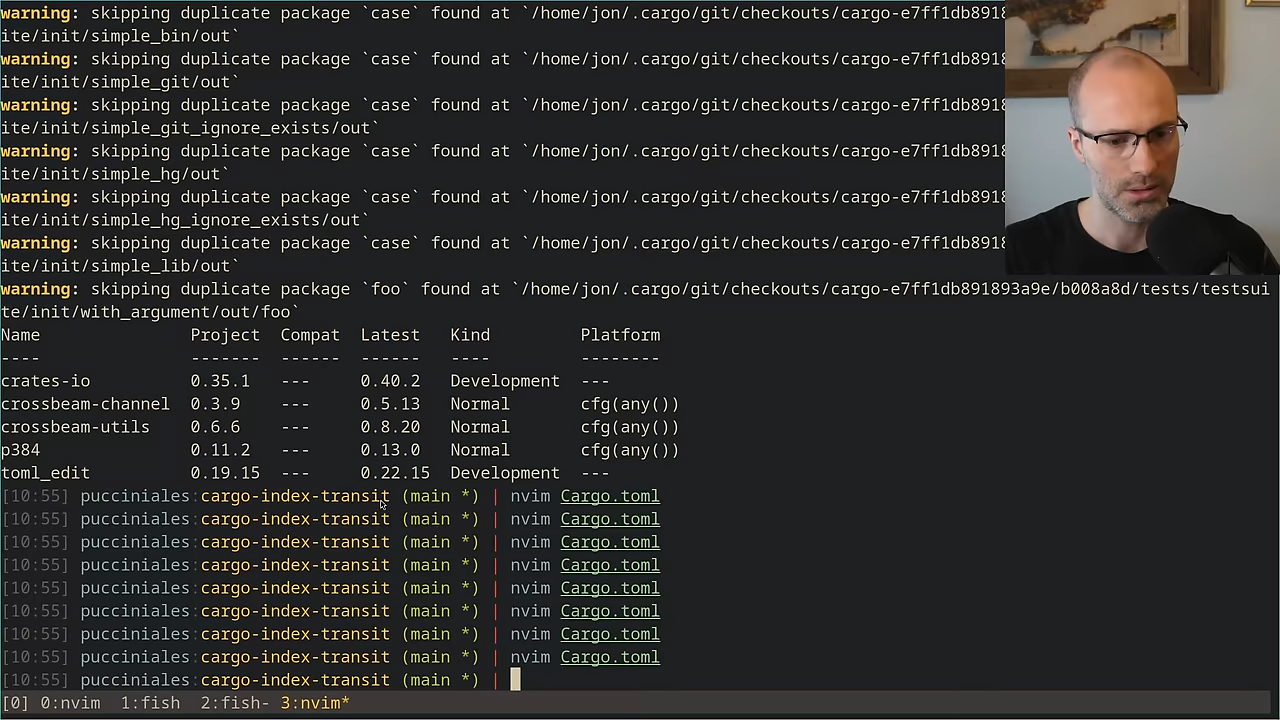 warning: skipping duplicate package `case` found at `/home/jon/.cargo/git/checkouts/cargo-e7ff1db8918
ite/init/simple_bin/out`
warning: skipping duplicate package `case` found at `/home/jon/.cargo/git/checkouts/cargo-e7ff1db8918
ite/init/simple_git/out`
warning: skipping duplicate package `case` found at `/home/jon/.cargo/git/checkouts/cargo-e7ff1db8918
ite/init/simple_git_ignore_exists/out`
warning: skipping duplicate package `case` found at `/home/jon/.cargo/git/checkouts/cargo-e7ff1db8918
ite/init/simple_hg/out`
warning: skipping duplicate package `case` found at `/home/jon/.cargo/git/checkouts/cargo-e7ff1db8918
ite/init/simple_hg_ignore_exists/out`
warning: skipping duplicate package `case` found at `/home/jon/.cargo/git/checkouts/cargo-e7ff1db8918
ite/init/simple_lib/out`
warning: skipping duplicate package `foo` found at `/home/jon/.cargo/git/checkouts/cargo-e7ff1db891893a9e/b008a8d/tests/testsui
te/init/with_argument/out/foo`
Name Project Compat Latest Kind Platform
---- ------- ------ ------ ---- --------
crates-io 0.35.1 --- 0.40.2 Development ---
crossbeam-channel 0.3.9 --- 0.5.13 Normal cfg(any())
crossbeam-utils 0.6.6 --- 0.8.20 Normal cfg(any())
p384 0.11.2 --- 0.13.0 Normal cfg(any())
toml_edit 0.19.15 --- 0.22.15 Development ---
[10:55] pucciniales:cargo-index-transit (main *) | nvim Cargo.toml
[10:55] pucciniales:cargo-index-transit (main *) | nvim Cargo.toml
[10:55] pucciniales:cargo-index-transit (main *) | nvim Cargo.toml
[10:55] pucciniales:cargo-index-transit (main *) | nvim Cargo.toml
[10:55] pucciniales:cargo-index-transit (main *) | nvim Cargo.toml
[10:55] pucciniales:cargo-index-transit (main *) | nvim Cargo.toml
[10:55] pucciniales:cargo-index-transit (main *) | nvim Cargo.toml
[10:55] pucciniales:cargo-index-transit (main *) | nvim Cargo.toml
[10:55] pucciniales:cargo-index-transit (main *) |
[0] 0:nvim 1:fish 2:fish- 3:nvim*